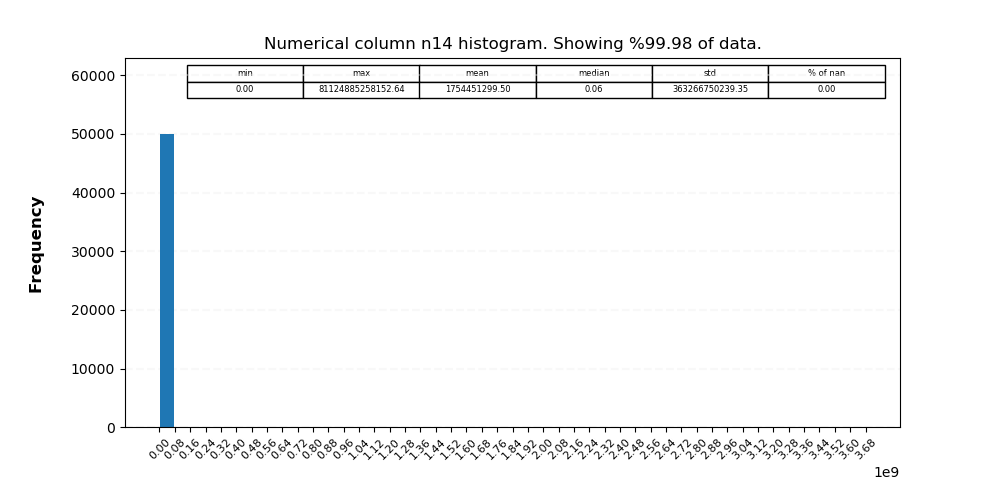 Numerical column n14 histogram. Showing %99.98 of data.
min max mean median std % of nan
0.00 81124885258152.64 1754451299.50 0.06 363266750239.35 0.00
60000
50000
40000
30000
20000
10000
0
Frequency
0.00 0.08 0.16 0.24 0.32 0.40 0.48 0.56 0.64 0.72 0.80 0.88 0.96 1.04 1.12 1.20 1.28 1.36 1.44 1.52 1.60 1.68 1.76 1.84 1.92 2.00 2.08 2.16 2.24 2.32 2.40 2.48 2.56 2.64 2.72 2.80 2.88 2.96 3.04 3.12 3.20 3.28 3.36 3.44 3.52 3.60 3.68
1e9